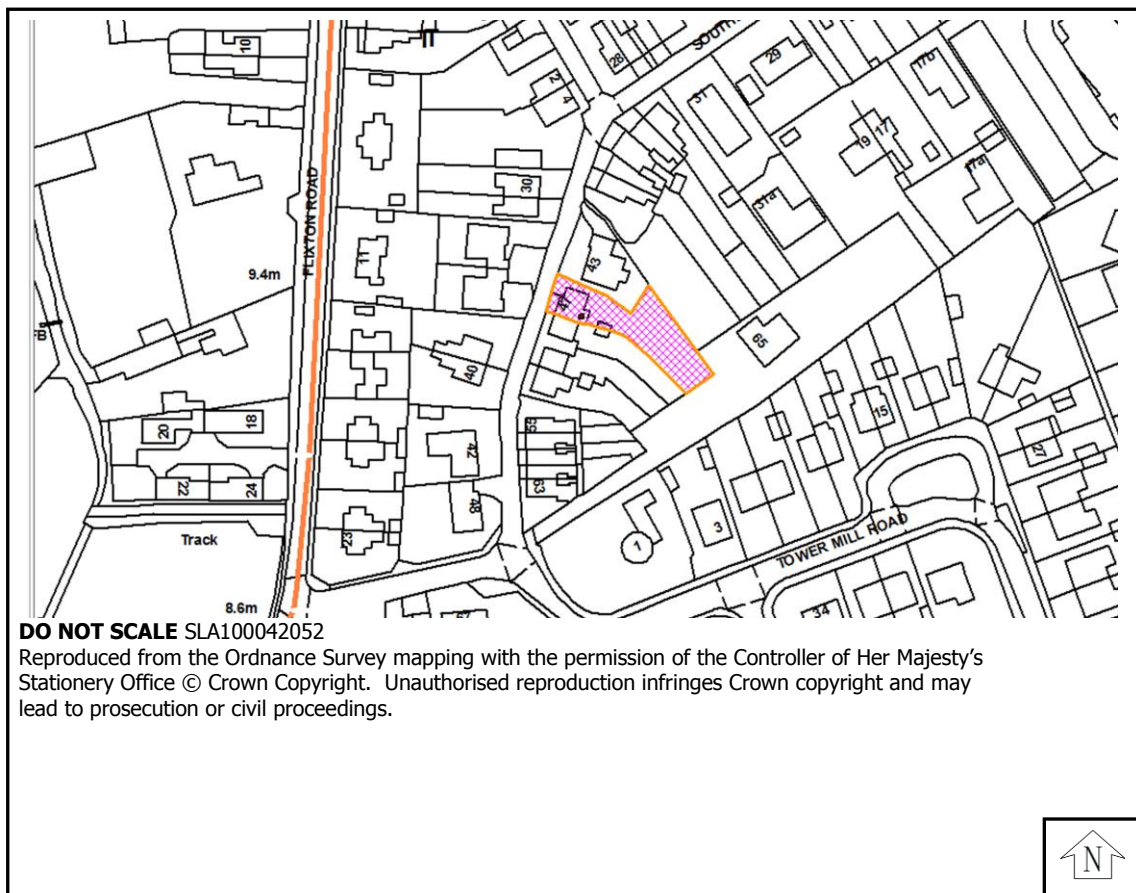 10
28
2
4
SOUTH
29
31
17b
19
17
17a
31a
30
FLIXTON ROAD
11
9.4m
43
47
FB
65
40
20
18
15
55
42
27
22
24
63
48
3
1
TOWER MILL ROAD
23
Track
34
8.6m
DO NOT SCALE SLA100042052
Reproduced from the Ordnance Survey mapping with the permission of the Controller of Her Majesty's
Stationery Office © Crown Copyright. Unauthorised reproduction infringes Crown copyright and may
lead to prosecution or civil proceedings.
N